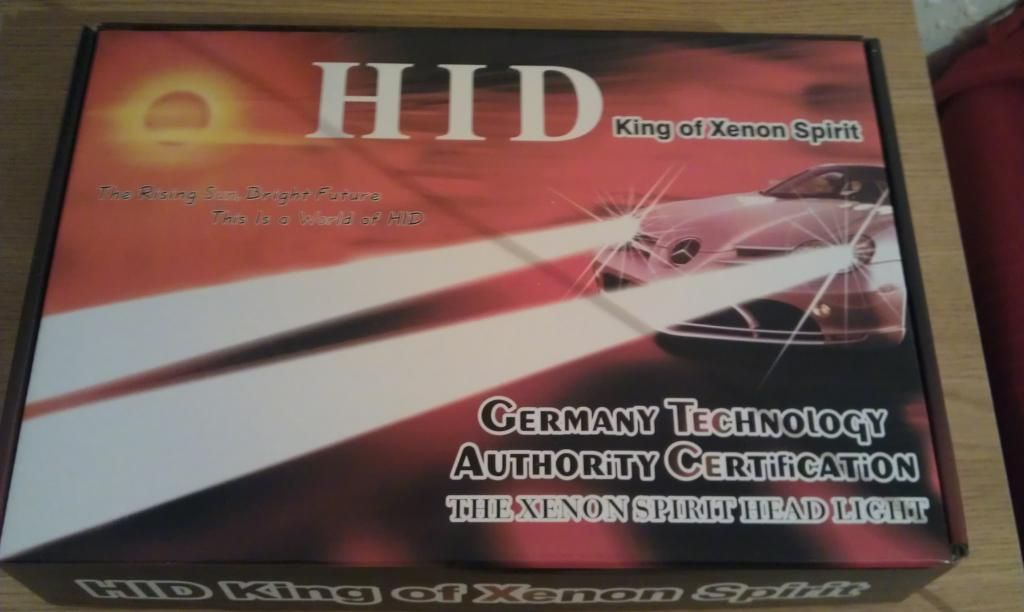 HID
King of Xenon Spirit
The Rising Sun, Bright Future
This Is a World of HID
GERMANY TECHNOLOGY
AUTHORITY CERTIFICATION
THE XENON SPIRIT HEAD LIGHT
HID King of Xenon Spirit